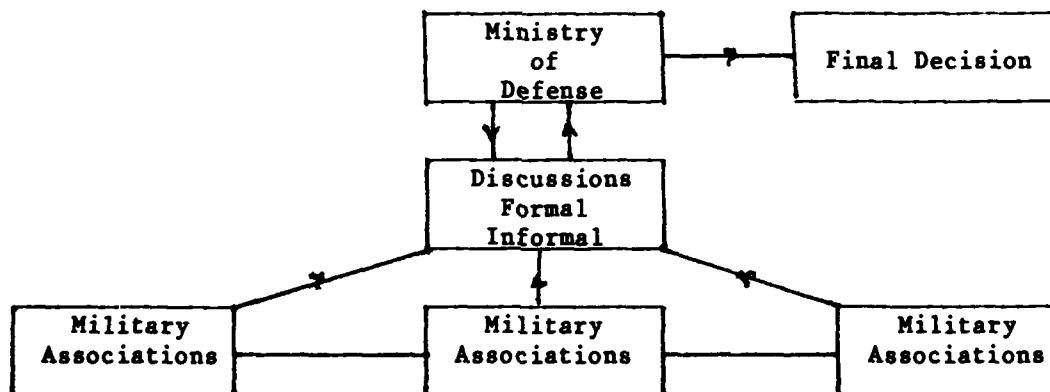 Ministry
of
Defense
Final Decision
Discussions
Formal
Informal
Military
Associations
Military
Associations
Military
Associations